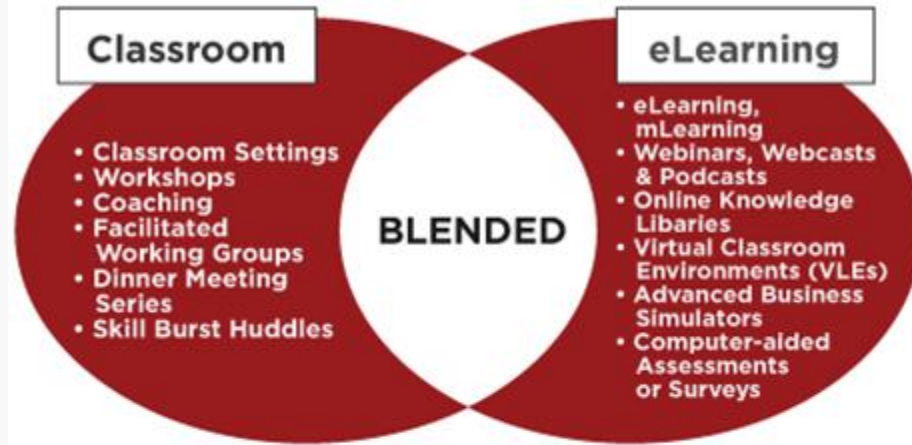 Classroom
• Classroom Settings
• Workshops
• Coaching
• Facilitated
Working Groups
• Dinner Meeting
Series
• Skill Burst Huddles
BLENDED
eLearning
• eLearning,
mLearning
• Webinars, Webcasts
& Podcasts
• Online Knowledge
Libaries
• Virtual Classroom
Environments (VLEs)
• Advanced Business
Simulators
• Computer-aided
Assessments
or Surveys